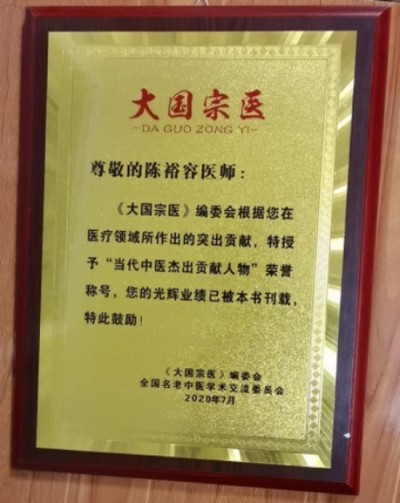 大国宗医
-DA GUO ZONG YI-
尊敬的陈裕容医师：
《大国宗医》编委会根据您在
医疗领域所作出的突出贡献，特授
予“当代中医杰出贡献人物”荣誉
称号，您的光辉业绩已被本书刊载，
特此鼓励！
《大国宗医》编委会
全国名老中医学术交流委员会
2020年7月